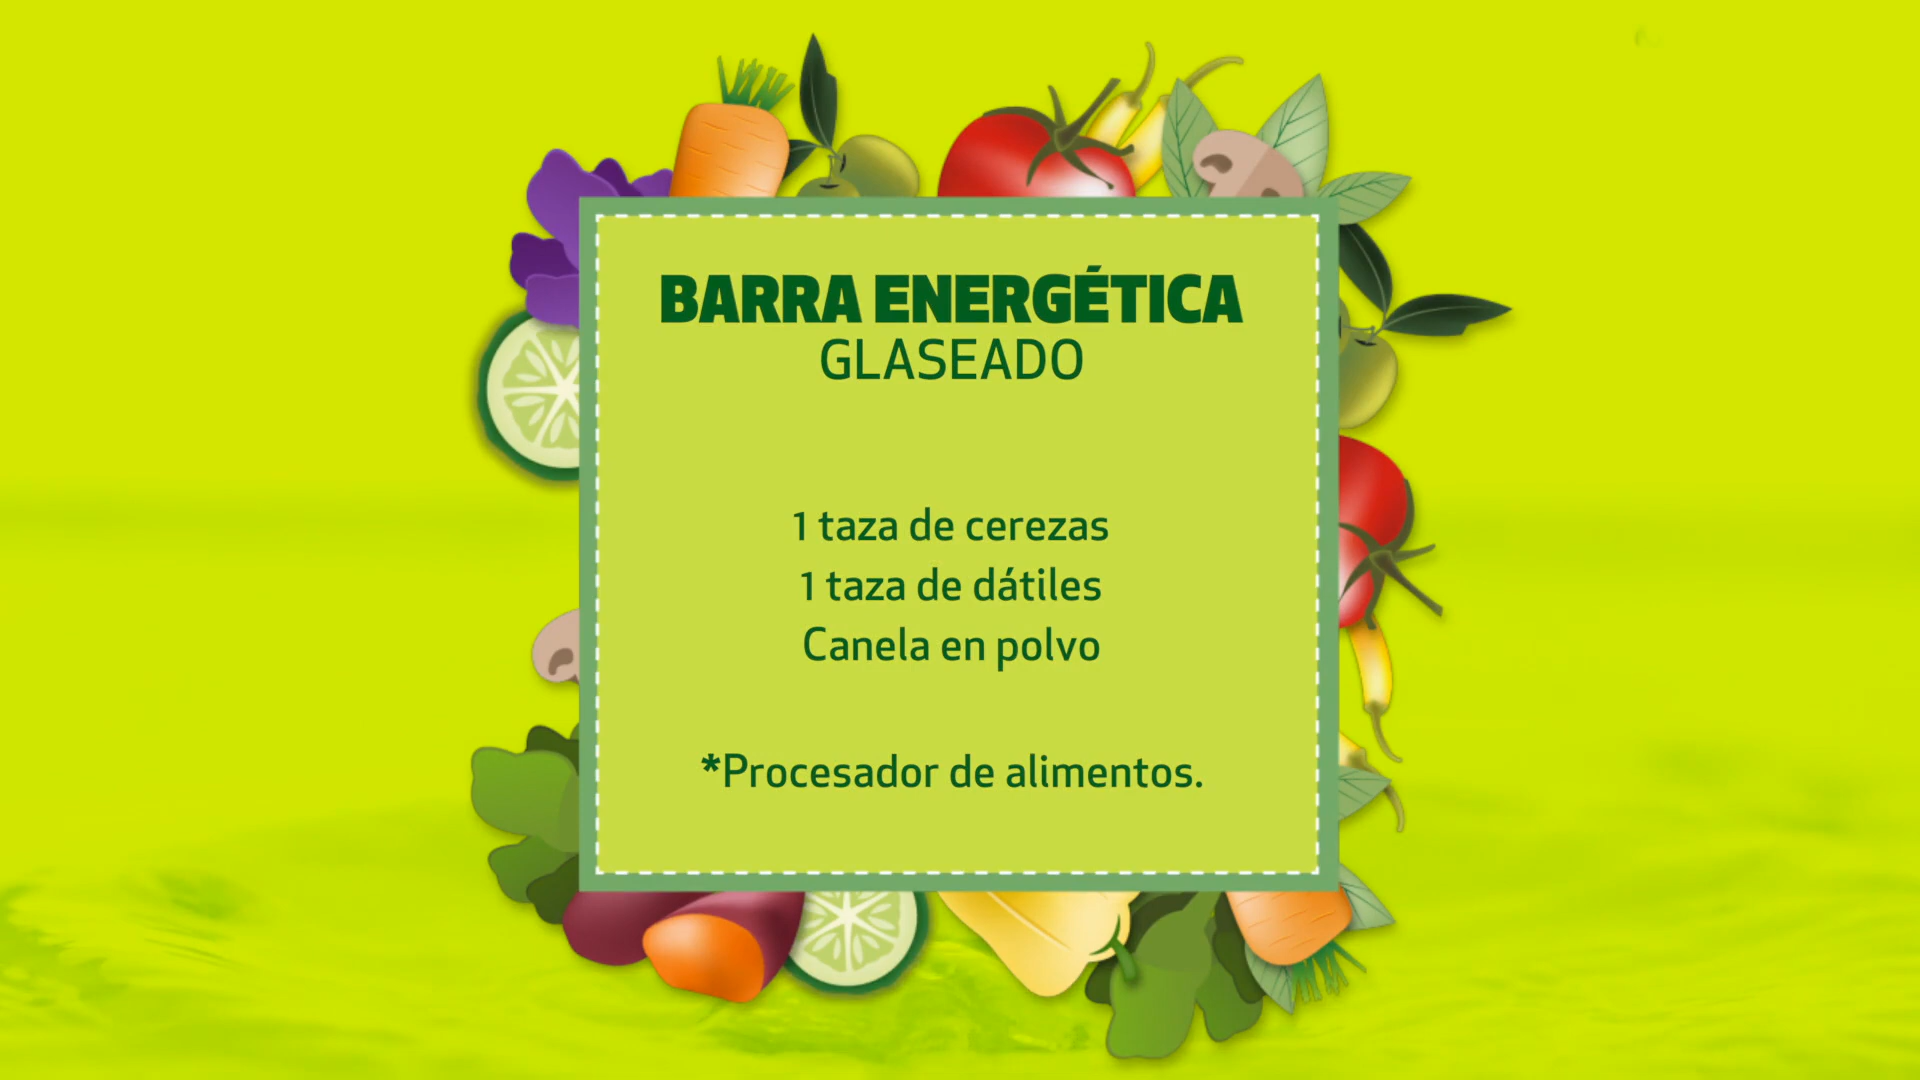 BARRA ENERGÉTICA
GLASEADO
1 taza de cerezas
1 taza de dátiles
Canela en polvo
*Procesador de alimentos.